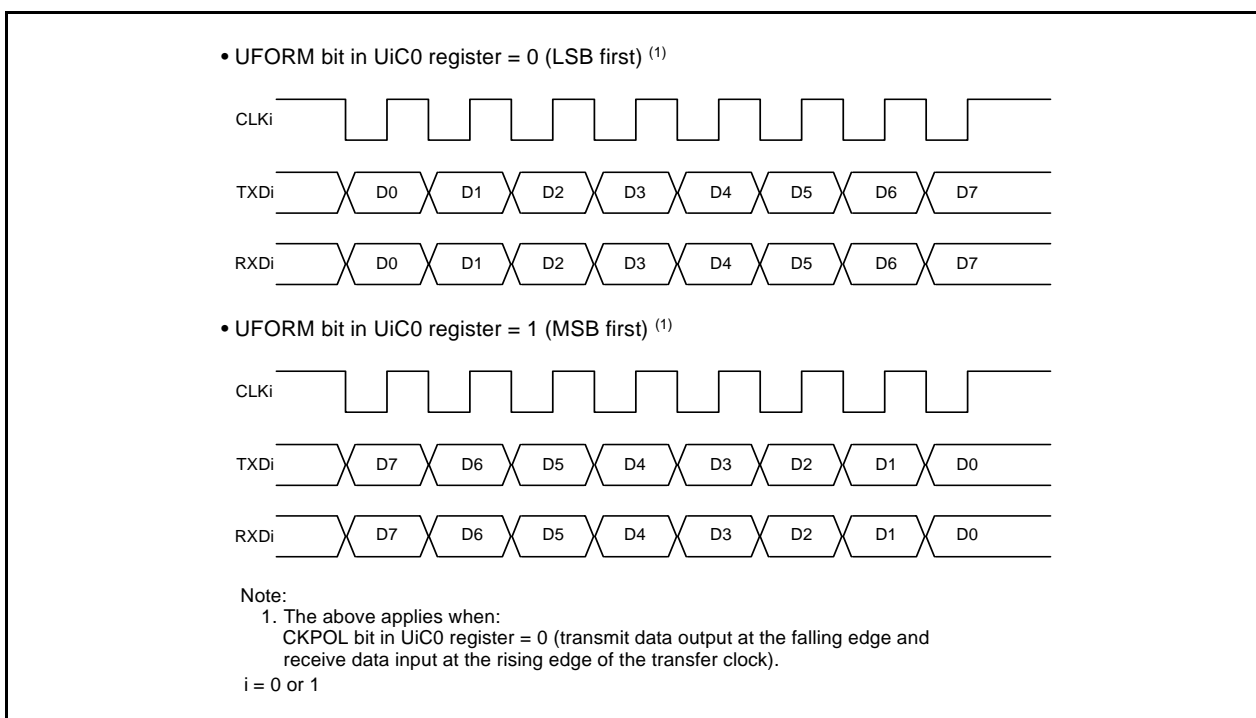 • UFORM bit in UiC0 register = 0 (LSB first) (1)
CLKi
TXDi D0 D1 D2 D3 D4 D5 D6 D7
RXDi D0 D1 D2 D3 D4 D5 D6 D7
• UFORM bit in UiC0 register = 1 (MSB first) (1)
CLKi
TXDi D7 D6 D5 D4 D3 D2 D1 D0
RXDi D7 D6 D5 D4 D3 D2 D1 D0
Note:
1. The above applies when:
CKPOL bit in UiC0 register = 0 (transmit data output at the falling edge and
receive data input at the rising edge of the transfer clock).
i = 0 or 1